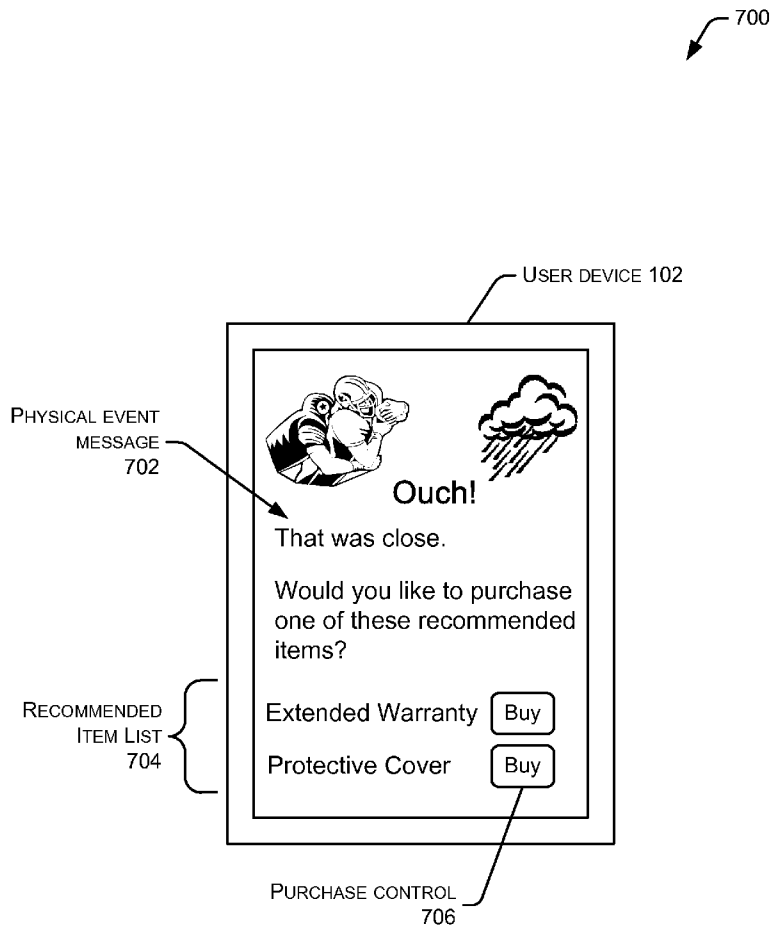 700
USER DEVICE 102
PHYSICAL EVENT
MESSAGE
702
Ouch!
That was close.
Would you like to purchase
one of these recommended
items?
RECOMMENDED
ITEM LIST
704
Extended Warranty Buy
Protective Cover Buy
PURCHASE CONTROL
706